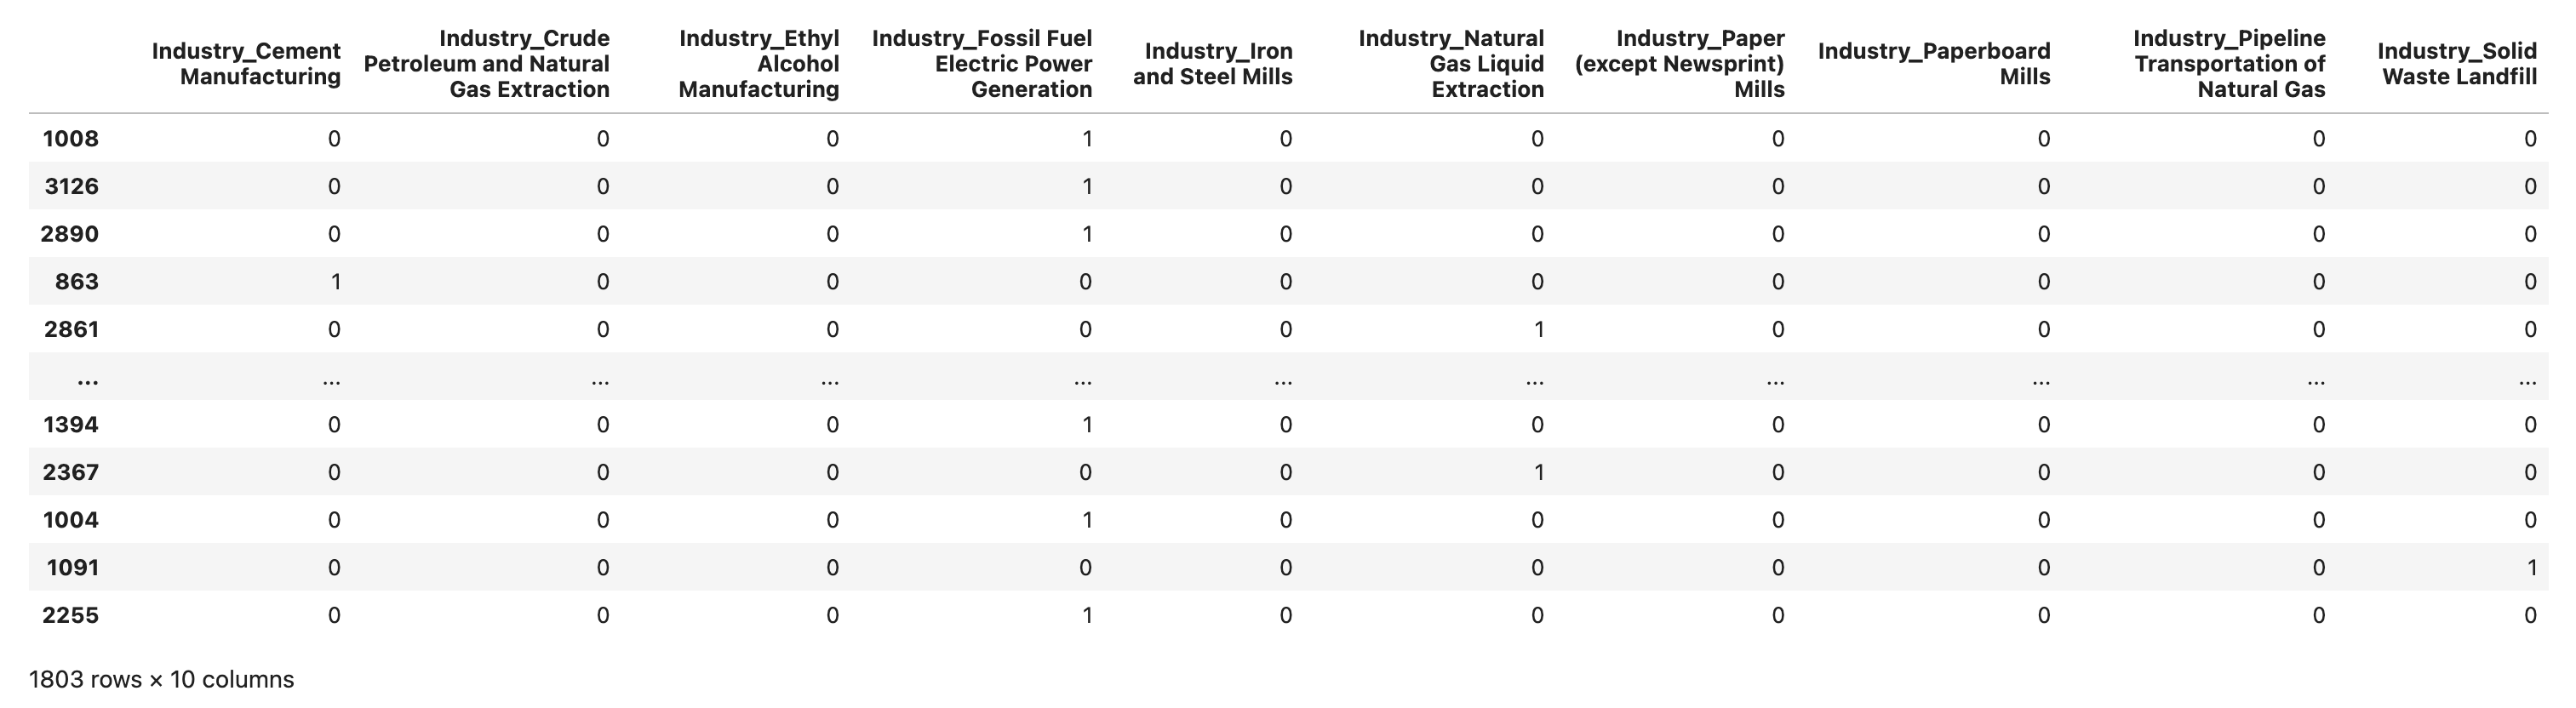 Industry_Cement Manufacturing Industry_Crude Petroleum and Natural Gas Extraction Industry_Ethyl Alcohol Manufacturing Industry_Fossil Fuel Electric Power Generation Industry_Iron and Steel Mills Industry_Natural Gas Liquid Extraction Industry_Paper (except Newsprint) Mills Industry_Paperboard Mills Industry_Pipeline Transportation of Natural Gas Industry_Solid Waste Landfill
1008 0 0 0 1 0 0 0 0 0 0
3126 0 0 0 1 0 0 0 0 0 0
2890 0 0 0 1 0 0 0 0 0 0
863 1 0 0 0 0 0 0 0 0 0
2861 0 0 0 0 0 1 0 0 0 0
... ... ... ... ... ... ... ... ... ... ...
1394 0 0 0 1 0 0 0 0 0 0
2367 0 0 0 0 0 1 0 0 0 0
1004 0 0 0 1 0 0 0 0 0 0
1091 0 0 0 0 0 0 0 0 0 1
2255 0 0 0 1 0 0 0 0 0 0
1803 rows × 10 columns